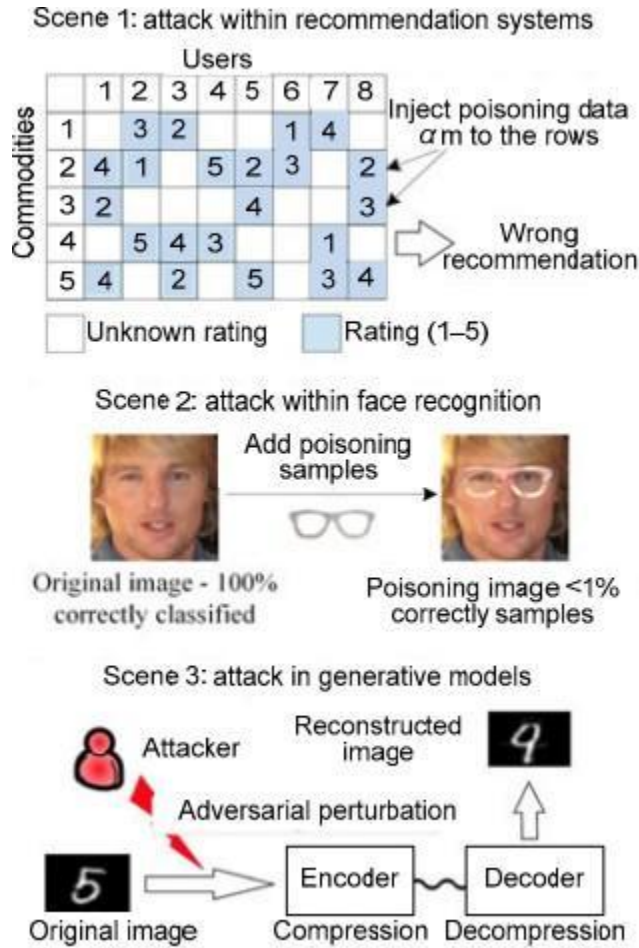 Scene 1: attack within recommendation systems
Users
Commodities
1 2 3 4 5 6 7 8
1 3 2 1 4
2 4 1 5 2 3 2
3 2 4 3
4 5 4 3 1
5 4 2 5 3 4
Inject poisoning data
αm to the rows
Wrong
recommendation
Unknown rating
Rating (1–5)
Scene 2: attack within face recognition
Add poisoning
samples
Original image - 100%
correctly classified
Poisoning image <1%
correctly samples
Scene 3: attack in generative models
Attacker
Reconstructed
image
9
Adversarial perturbation
5
Encoder
Decoder
Original image
Compression
Decompression